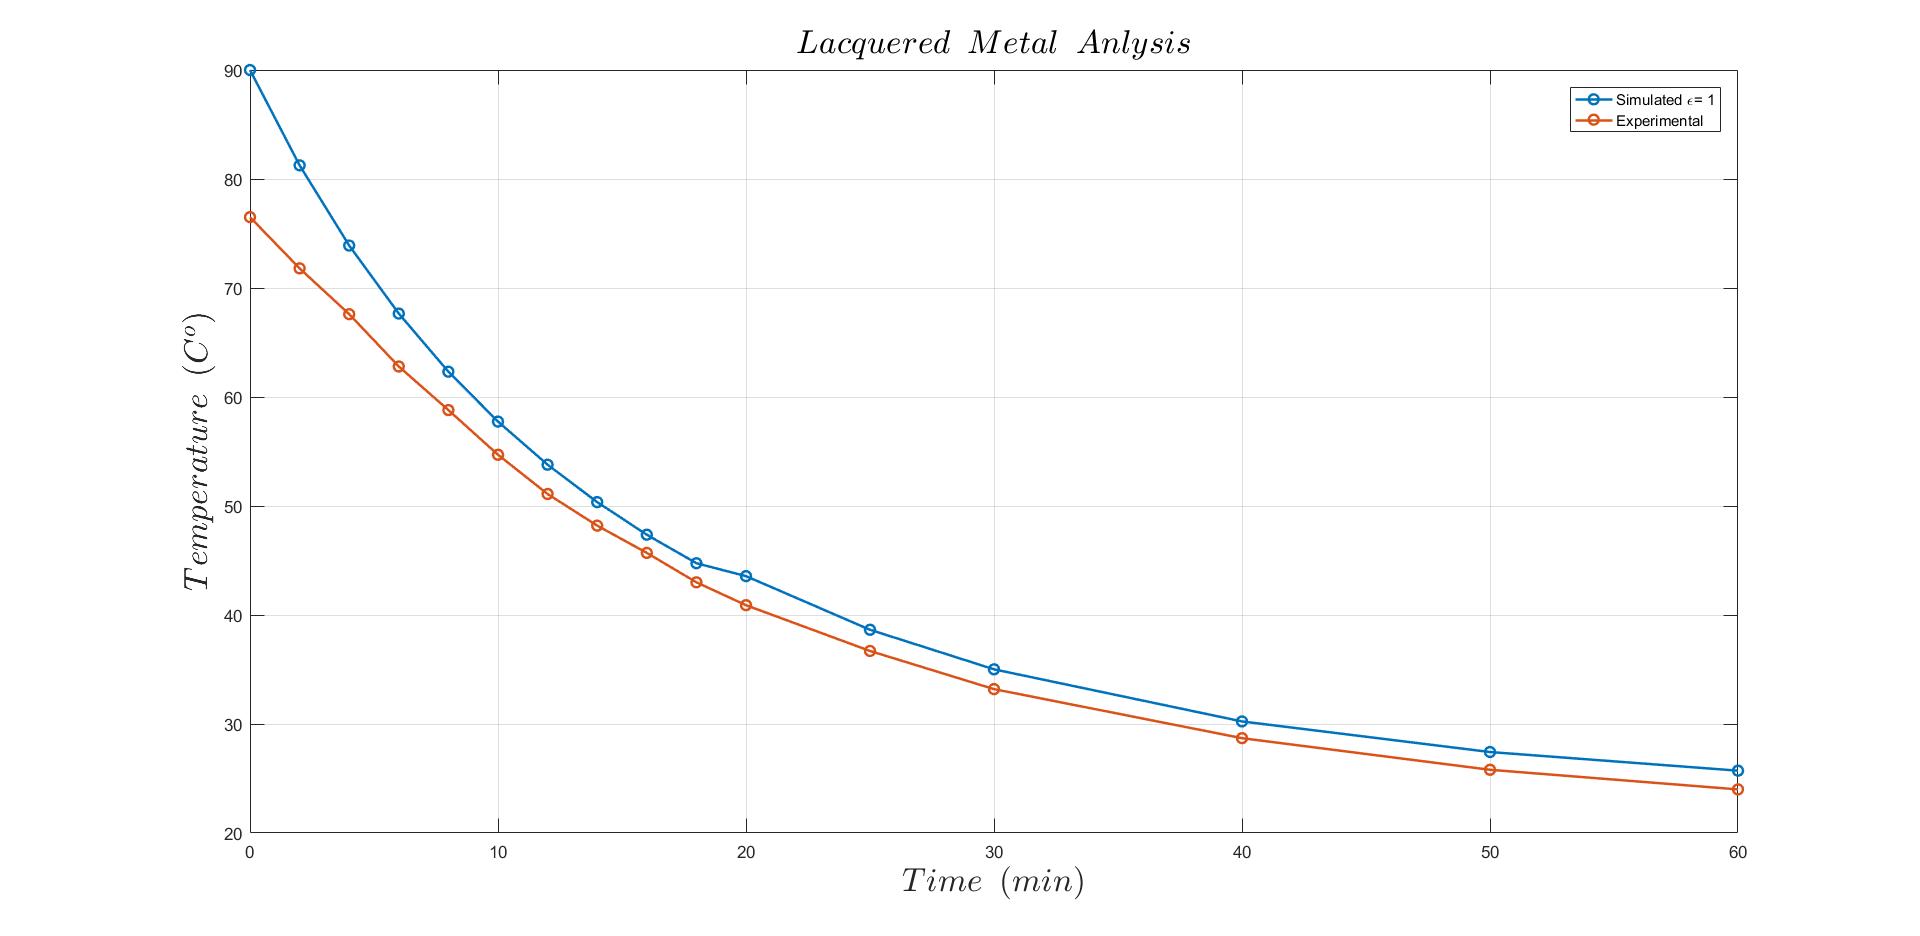 Lacquered Metal Anlysis
90
80
70
60
50
40
30
20
Temperature (C°)
Simulated ϵ= 1
Experimental
0 10 20 30 40 50 60
Time (min)